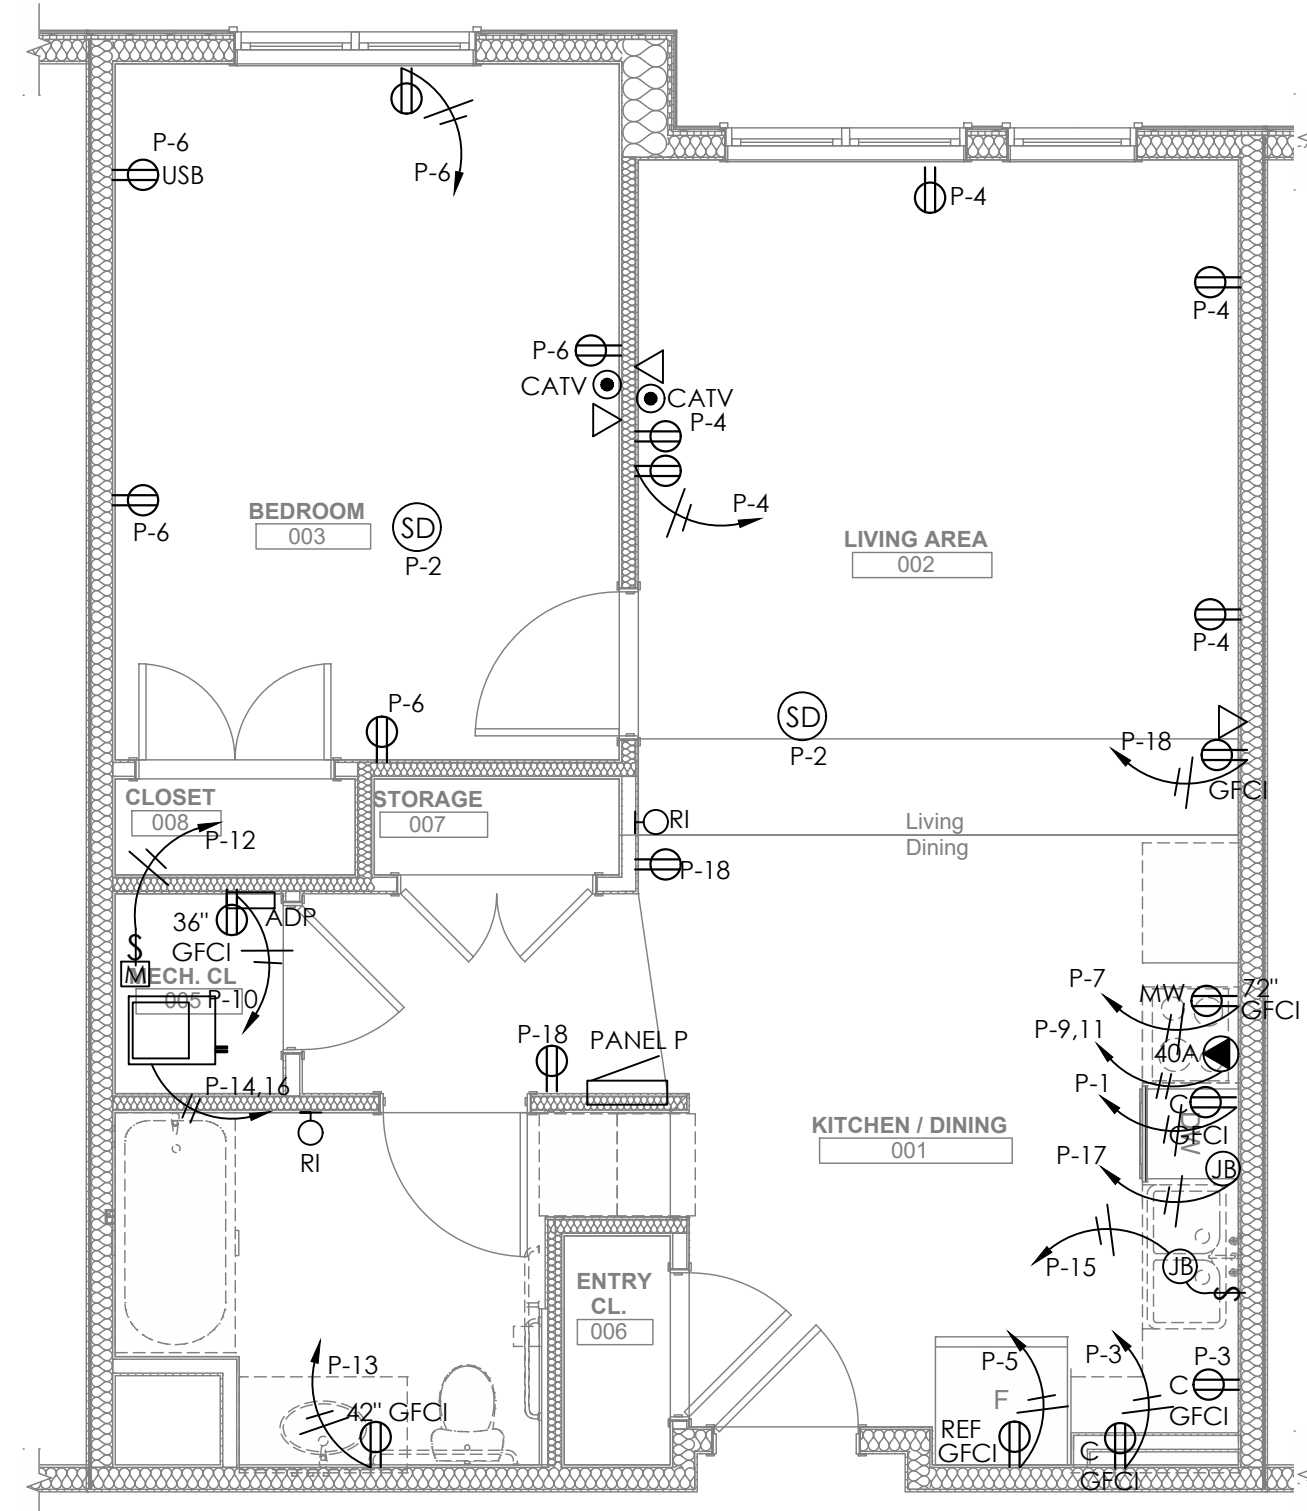 P-6
USB
P-6
P-4
P-4
P-6
CATV
CATV
P-4
P-4
P-6
BEDROOM
003
SD
P-2
LIVING AREA
002
P-4
P-6
SD
P-2
P-18
GFCI
CLOSET
008
P-12
STORAGE
007
RI
P-18
Living
Dining
36"
GFCI
ADP
S
M
MECH. CL
005
P-10
P-14,16
P-18
PANEL P
RI
P-7
MW
72"
GFCI
P-9,11
40A
P-1
C
GFCI
DW
KITCHEN / DINING
001
P-17
JB
P-15
JB
S
ENTRY
CL.
006
P-13
42" GFCI
P-5
F
REF
GFCI
P-3
C
GFCI
P-3
C
GFCI